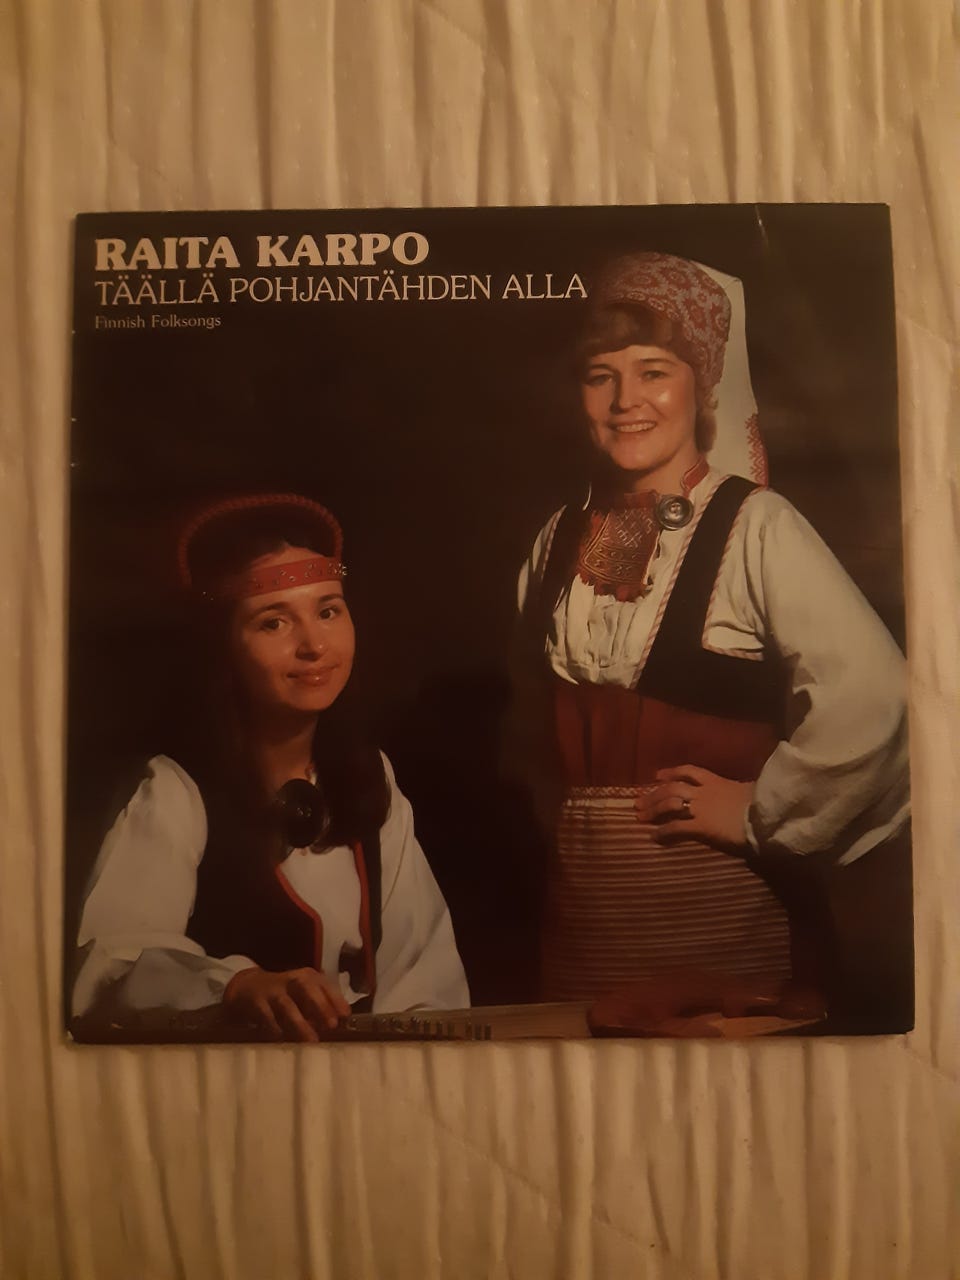 RAITA KARPO
TÄÄLLÄ POHJANTÄHDEN ALLA
Finnish Folksongs